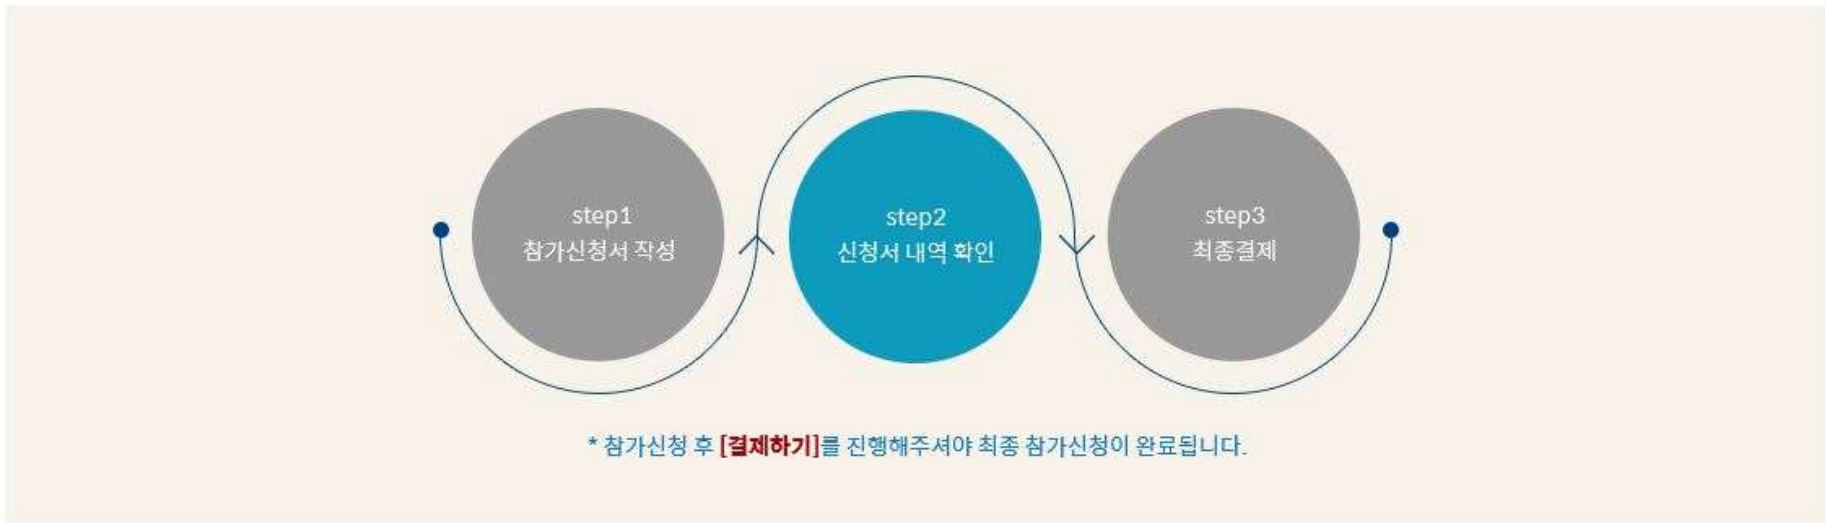 step1
참가신청서 작성
step2
신청서 내역 확인
step3
최종결제
* 참가신청 후 [결제하기]를 진행해주셔야 최종 참가신청이 완료됩니다.